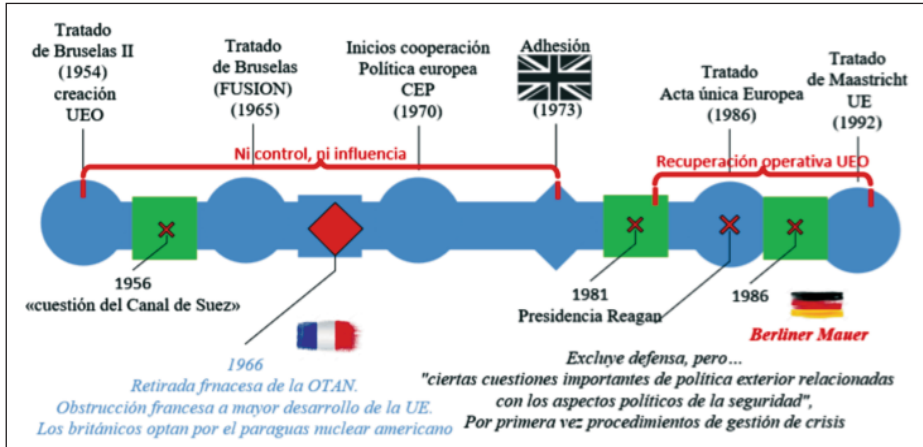 Tratado
de Bruselas II
(1954)
creación
UEO
Tratado
de Bruselas
(FUSION)
(1965)
Inicios cooperación
Política europea
CEP
(1970)
Adhesión
(1973)
Tratado
Acta única Europea
(1986)
Tratado
de Maastricht
UE
(1992)
Ni control, ni influencia
Recuperación operativa UEO
1956
«cuestión del Canal de Suez»
1966
Retirada frnacesa de la OTAN.
Obstrucción francesa a mayor desarrollo de la UE.
Los británicos optan por el paraguas nuclear americano
1981
Presidencia Reagan
1986
Berliner Mauer
Excluye defensa, pero...
"ciertas cuestiones importantes de política exterior relacionadas
con los aspectos políticos de la seguridad",
Por primera vez procedimientos de gestión de crisis